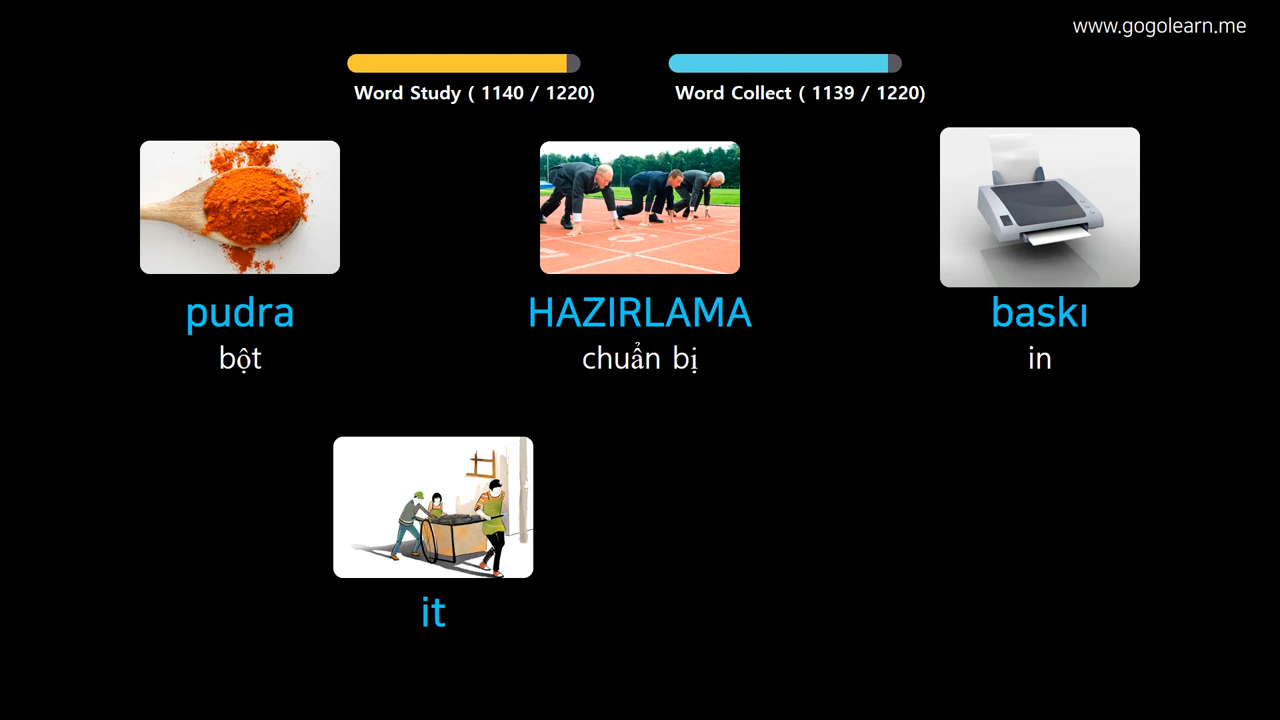 www.gogolearn.me
Word Study ( 1140 / 1220)
Word Collect ( 1139 / 1220)
pudra
HAZIRLAMA
baskı
bột
chuẩn bị
in
it